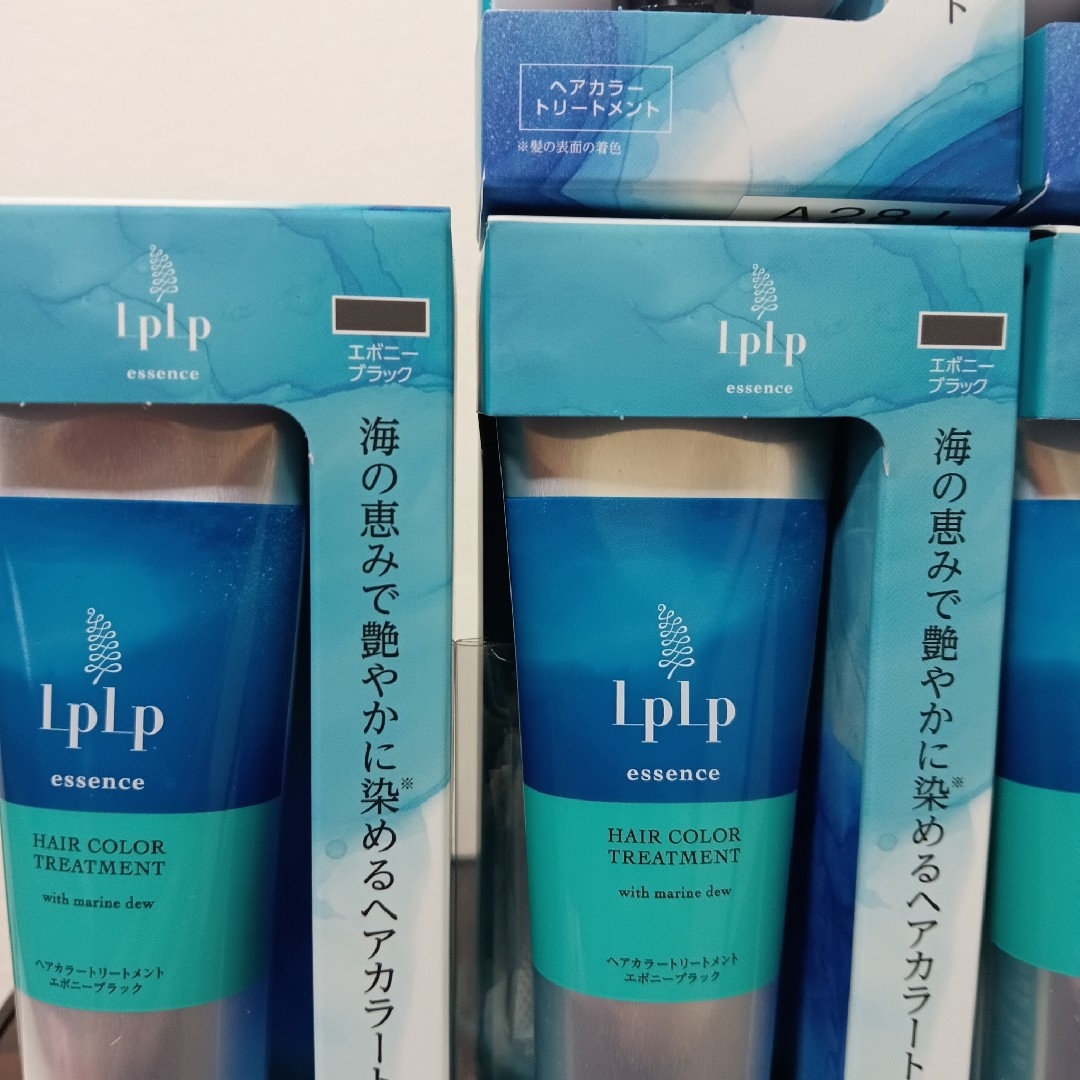 ト
ヘアカラー
トリートメント
※髪の表面の着色
LpLp
essence
エボニー
ブラック
海の恵みで艶やかに染める※ヘアカラート
LpLp
essence
HAIR COLOR
TREATMENT
with marine dew
ヘアカラートリートメント
エボニーブラック
LpLp
essence
エボニー
ブラック
海の恵みで艶やかに染める※ヘアカラート
LpLp
essence
HAIR COLOR
TREATMENT
with marine dew
ヘアカラートリートメント
エボニーブラック